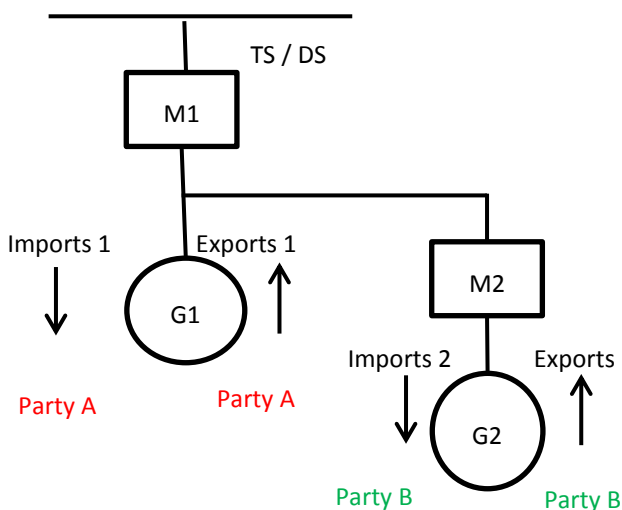 TS / DS
M1
Imports 1
Exports 1
G1
M2
Party A
Party A
Imports 2
Exports
G2
Party B
Party B